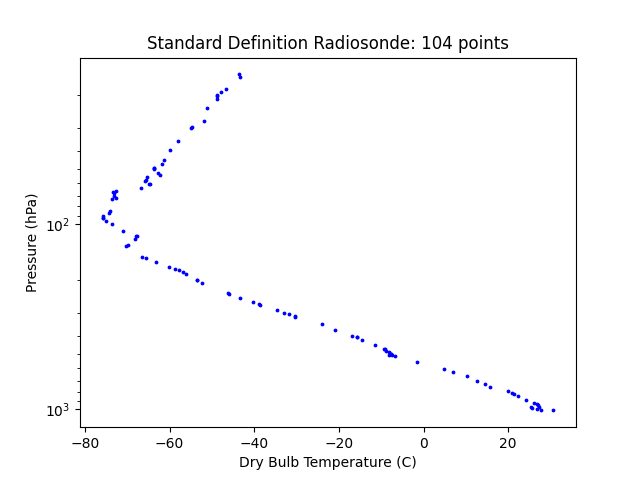 Standard Definition Radiosonde: 104 points
Pressure (hPa)
10²
10³
−80 −60 −40 −20 0 20
Dry Bulb Temperature (C)